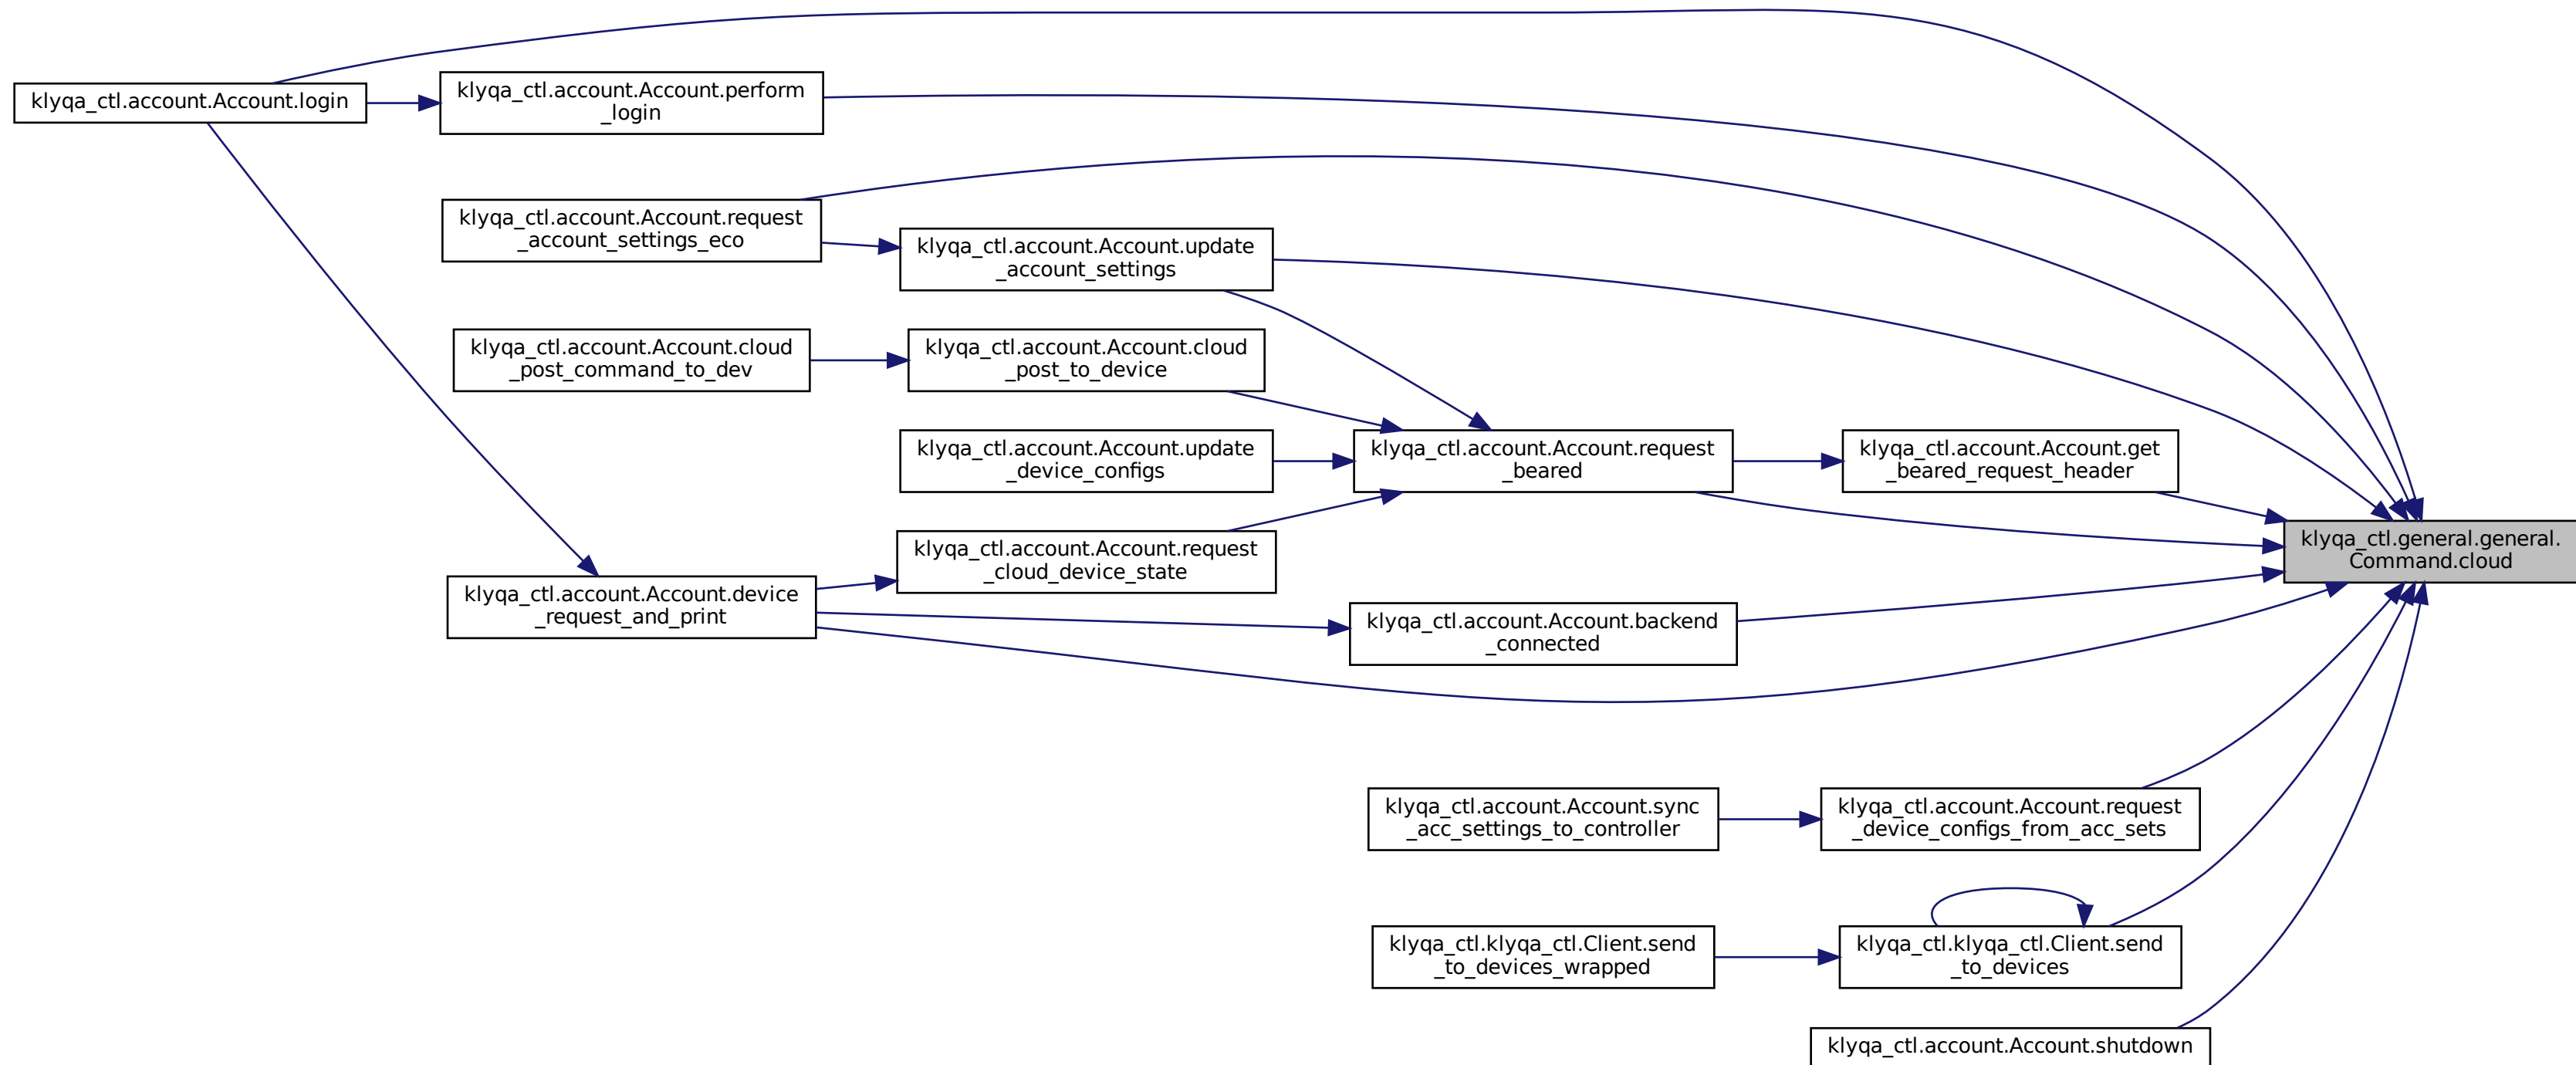 klyqa_ctl.account.Account.login
klyqa_ctl.account.Account.perform
_login
klyqa_ctl.account.Account.request
_account_settings_eco
klyqa_ctl.account.Account.update
_account_settings
klyqa_ctl.account.Account.cloud
_post_command_to_dev
klyqa_ctl.account.Account.cloud
_post_to_device
klyqa_ctl.account.Account.update
_device_configs
klyqa_ctl.account.Account.request
_beared
klyqa_ctl.account.Account.get
_beared_request_header
klyqa_ctl.general.general.
Command.cloud
klyqa_ctl.account.Account.request
_cloud_device_state
klyqa_ctl.account.Account.device
_request_and_print
klyqa_ctl.account.Account.backend
_connected
klyqa_ctl.account.Account.sync
_acc_settings_to_controller
klyqa_ctl.account.Account.request
_device_configs_from_acc_sets
klyqa_ctl.klyqa_ctl.Client.send
_to_devices_wrapped
klyqa_ctl.klyqa_ctl.Client.send
_to_devices
klyqa_ctl.account.Account.shutdown